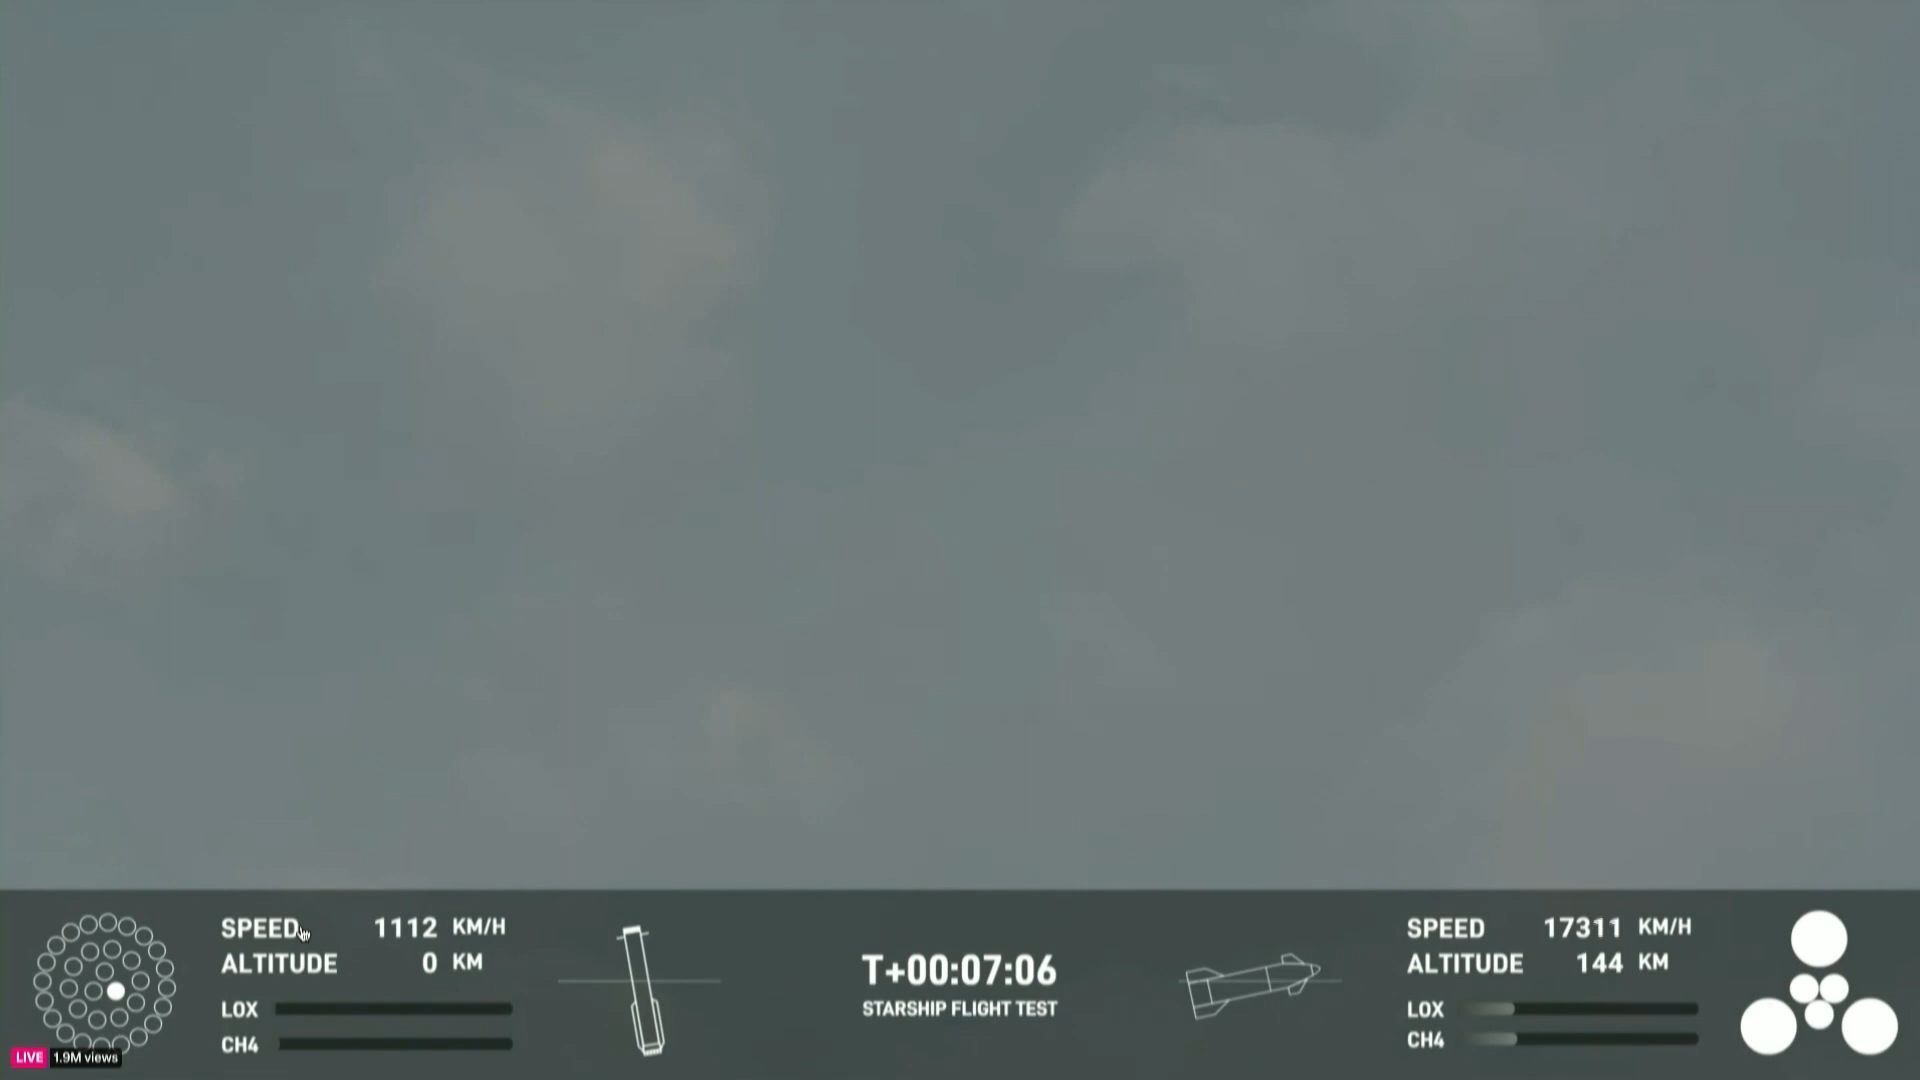 SPEED 1112 KM/H
ALTITUDE 0 KM
LOX
CH4
T+00:07:06
STARSHIP FLIGHT TEST
SPEED 17311 KM/H
ALTITUDE 144 KM
LOX
CH4
LIVE 1.9M views